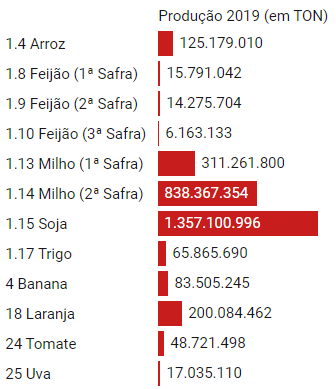 Produção 2019 (em TON)
1.4 Arroz 125.179.010
1.8 Feijão (1ª Safra) 15.791.042
1.9 Feijão (2ª Safra) 14.275.704
1.10 Feijão (3ª Safra) 6.163.133
1.13 Milho (1ª Safra) 311.261.800
1.14 Milho (2ª Safra) 838.367.354
1.15 Soja 1.357.100.996
1.17 Trigo 65.865.690
4 Banana 83.505.245
18 Laranja 200.084.462
24 Tomate 48.721.498
25 Uva 17.035.110